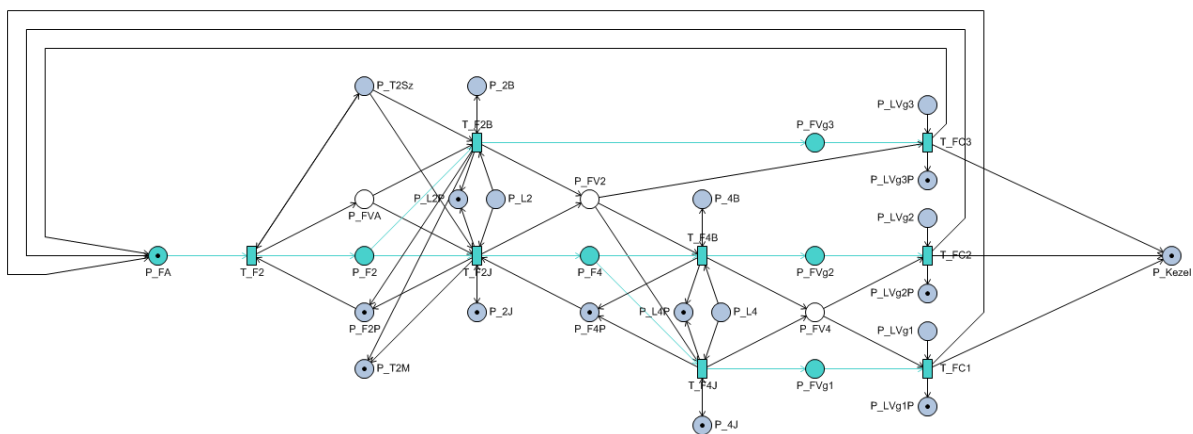 P_T2Sz
P_2B
P_LVg3
T_F2B
P_FVg3
T_FC3
P_FV2
P_LVg3P
P_FVA
P_L2P
P_L2
P_4B
P_LVg2
T_F4B
P_FA
T_F2
P_F2
T_F2J
P_F4
P_FVg2
T_FC2
P_Kezel
P_LVg2P
P_F2P
P_2J
P_F4P
P_L4P
P_L4
P_FV4
P_LVg1
P_T2M
T_F4J
P_FVg1
T_FC1
P_LVg1P
P_4J